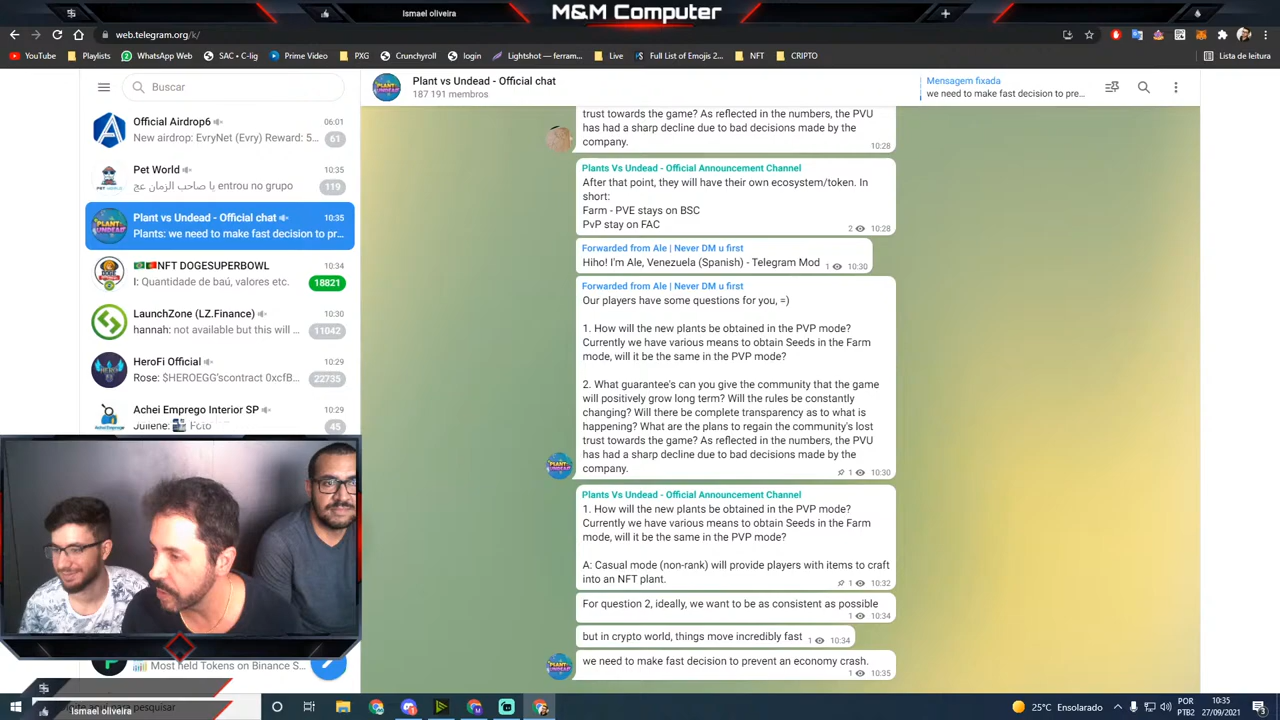 Ismael oliveira
M&M Computer
web.telegram.org/k/
YouTube
Playlists
WhatsApp Web
SAC • C-lig
Prime Video
PXG
Crunchyroll
login
Lightshot — ferram...
Live
Full List of Emojis 2...
NFT
CRIPTO
Lista de leitura
Buscar
Official Airdrop6
06:01
New airdrop: EvryNet (Evry) Reward: 5...
61
Pet World
10:35
يا صاحب الزمان عج entrou no grupo
119
Plant vs Undead - Official chat
10:35
Plants: we need to make fast decision to pr...
NFT DOGESUPERBOWL
10:34
I: Quantidade de baú, valores etc.
18821
LaunchZone (LZ.Finance)
10:30
hannah: not available but this will ...
11042
HeroFi Official
10:29
Rose: $HEROEGG'scontract 0xcfB...
22735
Achei Emprego Interior SP
10:29
Juliene: Foto
45
Most held Tokens on Binance S...
Plant vs Undead - Official chat
187 191 membros
Mensagem fixada
we need to make fast decision to pre...
trust towards the game? As reflected in the numbers, the PVU
has had a sharp decline due to bad decisions made by the
company.
10:28
Plants Vs Undead - Official Announcement Channel
After that point, they will have their own ecosystem/token. In
short:
Farm - PVE stays on BSC
PvP stay on FAC
2 10:28
Forwarded from Ale | Never DM u first
Hiho! I'm Ale, Venezuela (Spanish) - Telegram Mod
1 10:30
Forwarded from Ale | Never DM u first
Our players have some questions for you, =)
1. How will the new plants be obtained in the PVP mode?
Currently we have various means to obtain Seeds in the Farm
mode, will it be the same in the PVP mode?
2. What guarantee's can you give the community that the game
will positively grow long term? Will the rules be constantly
changing? Will there be complete transparency as to what is
happening? What are the plans to regain the community's lost
trust towards the game? As reflected in the numbers, the PVU
has had a sharp decline due to bad decisions made by the
company.
1 10:30
Plants Vs Undead - Official Announcement Channel
1. How will the new plants be obtained in the PVP mode?
Currently we have various means to obtain Seeds in the Farm
mode, will it be the same in the PVP mode?
A: Casual mode (non-rank) will provide players with items to craft
into an NFT plant.
1 10:32
For question 2, ideally, we want to be as consistent as possible
1 10:34
but in crypto world, things move incredibly fast
1 10:34
we need to make fast decision to prevent an economy crash.
1 10:35
Ismael oliveira
aqui para pesquisar
25°C Ensolarado
POR
PTB2
10:35
27/09/2021